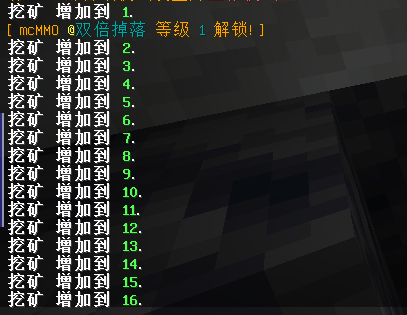 挖矿 增加到 1.
[ mcMMO @双倍掉落 等级 1 解锁! ]
挖矿 增加到 2.
挖矿 增加到 3.
挖矿 增加到 4.
挖矿 增加到 5.
挖矿 增加到 6.
挖矿 增加到 7.
挖矿 增加到 8.
挖矿 增加到 9.
挖矿 增加到 10.
挖矿 增加到 11.
挖矿 增加到 12.
挖矿 增加到 13.
挖矿 增加到 14.
挖矿 增加到 15.
挖矿 增加到 16.